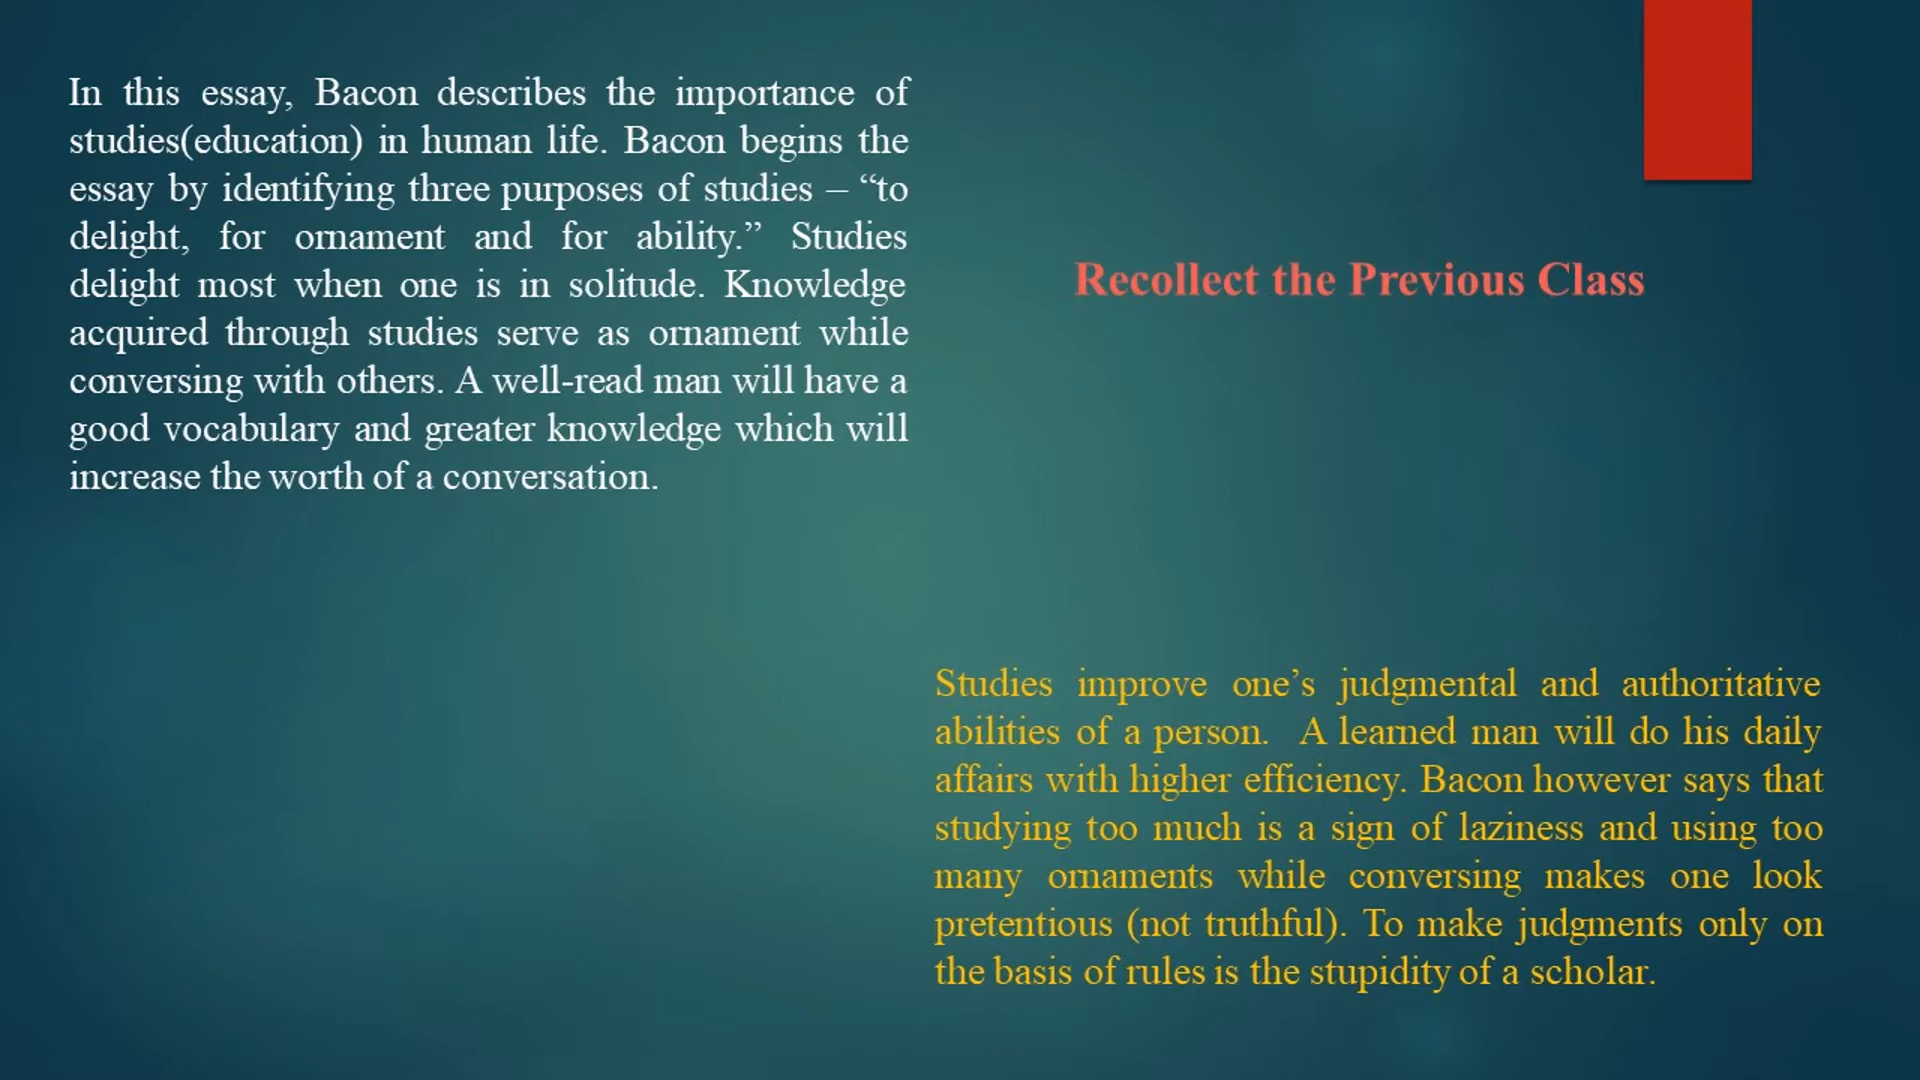 In this essay, Bacon describes the importance of
studies(education) in human life. Bacon begins the
essay by identifying three purposes of studies – “to
delight, for ornament and for ability.” Studies
delight most when one is in solitude. Knowledge
acquired through studies serve as ornament while
conversing with others. A well-read man will have a
good vocabulary and greater knowledge which will
increase the worth of a conversation.
Recollect the Previous Class
Studies improve one’s judgmental and authoritative
abilities of a person. A learned man will do his daily
affairs with higher efficiency. Bacon however says that
studying too much is a sign of laziness and using too
many ornaments while conversing makes one look
pretentious (not truthful). To make judgments only on
the basis of rules is the stupidity of a scholar.